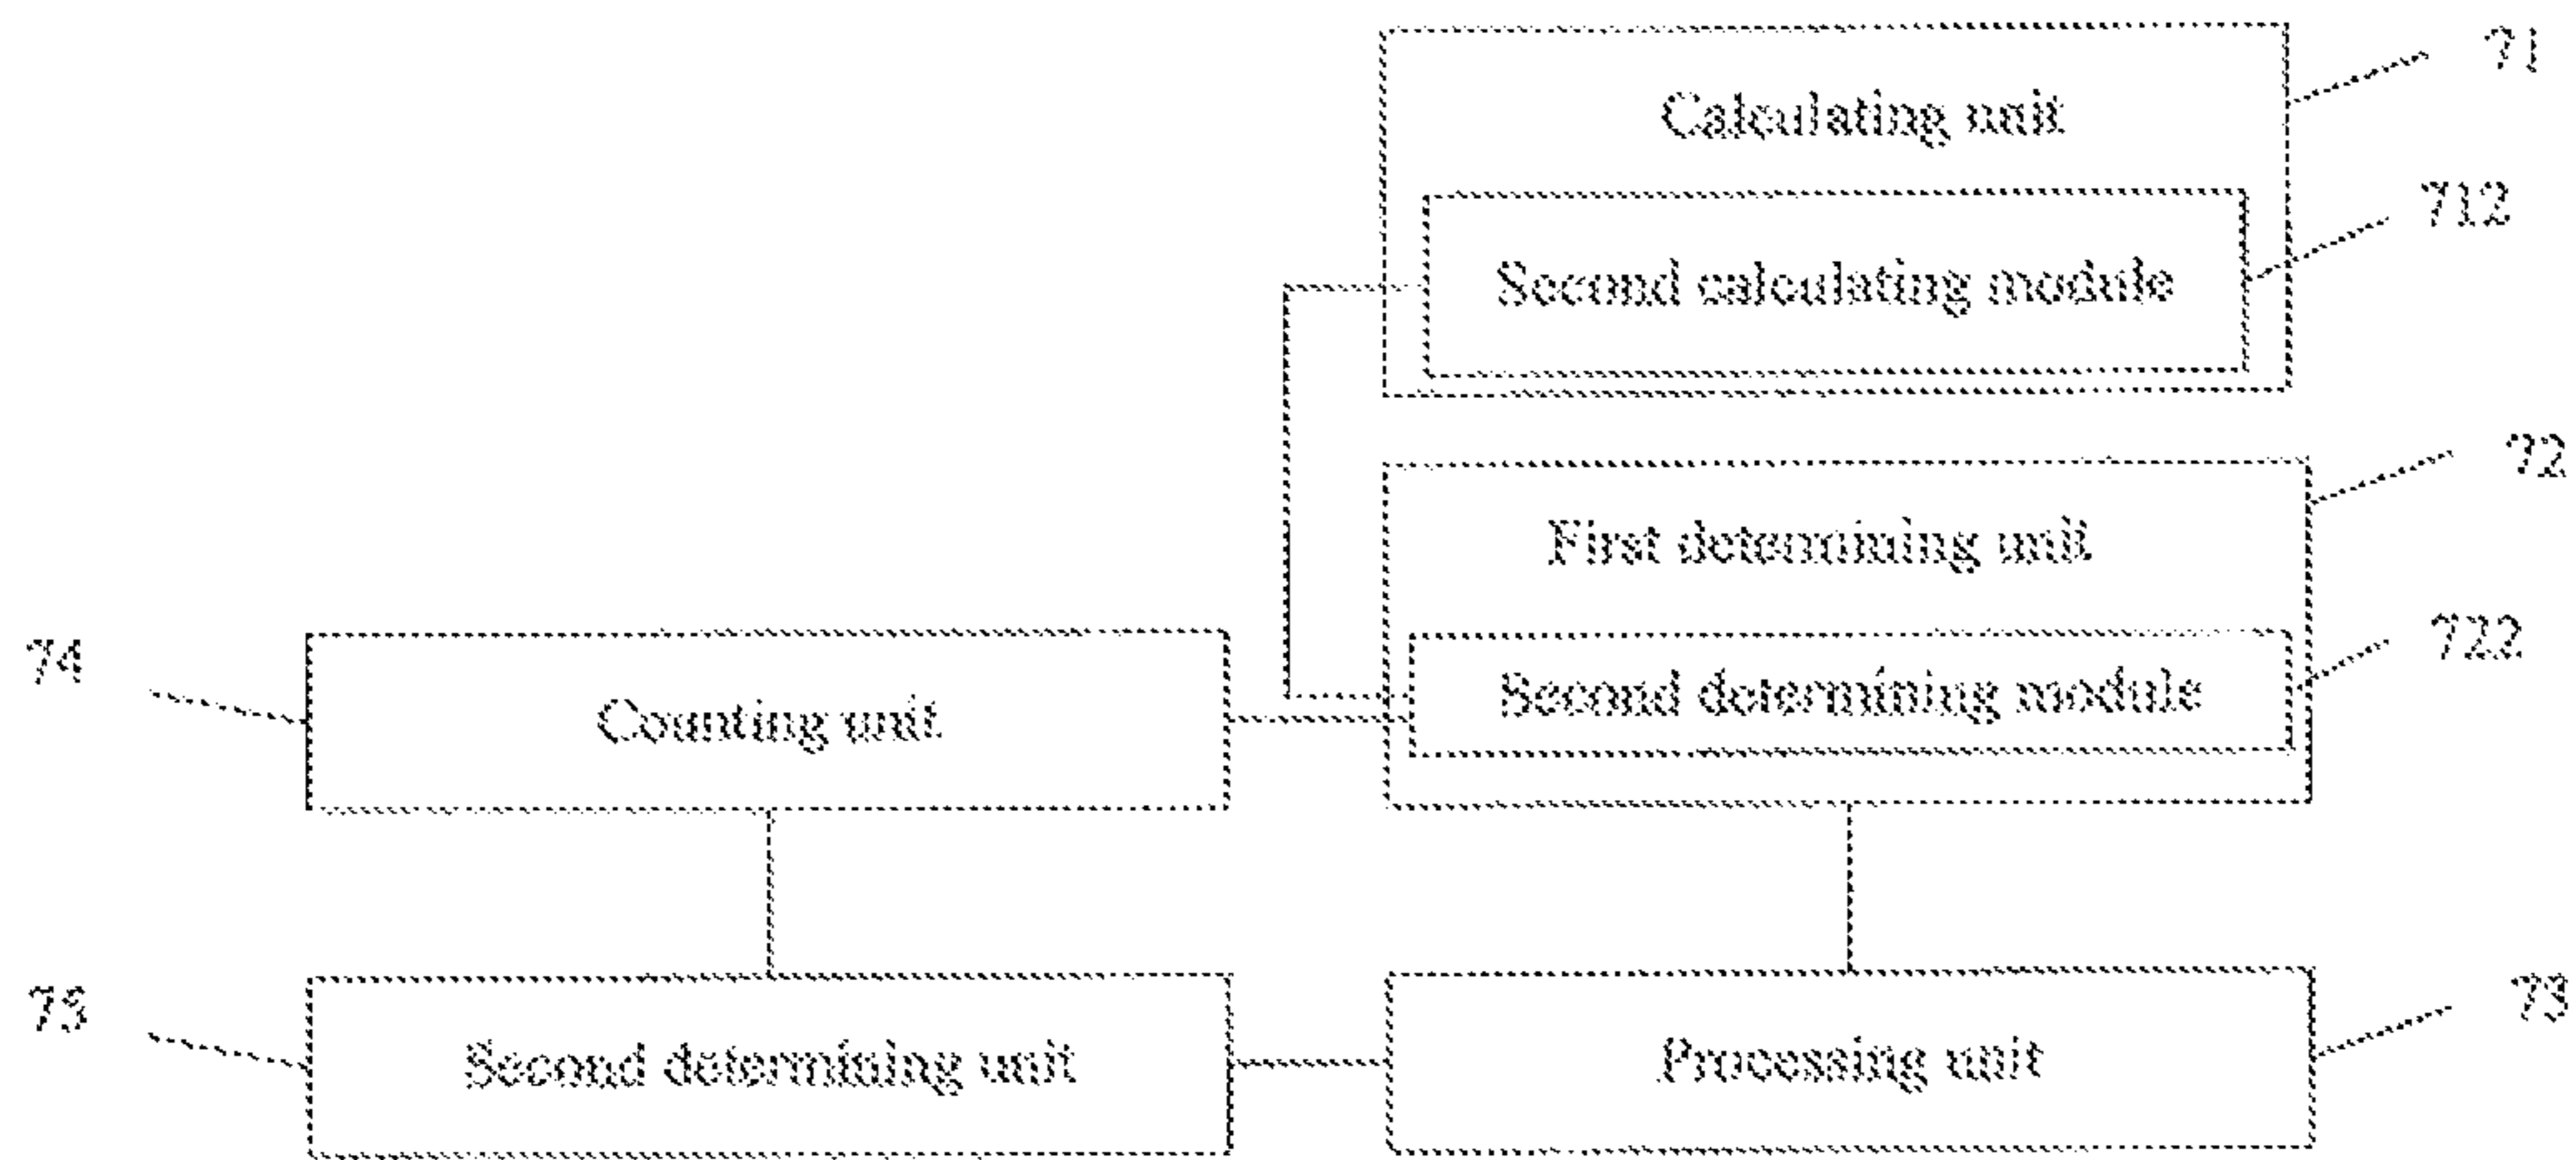 71
Calculating unit
712
Second calculating module
72
First determining unit
722
Second determining module
74
Counting unit
75
Second determining unit
73
Processing unit